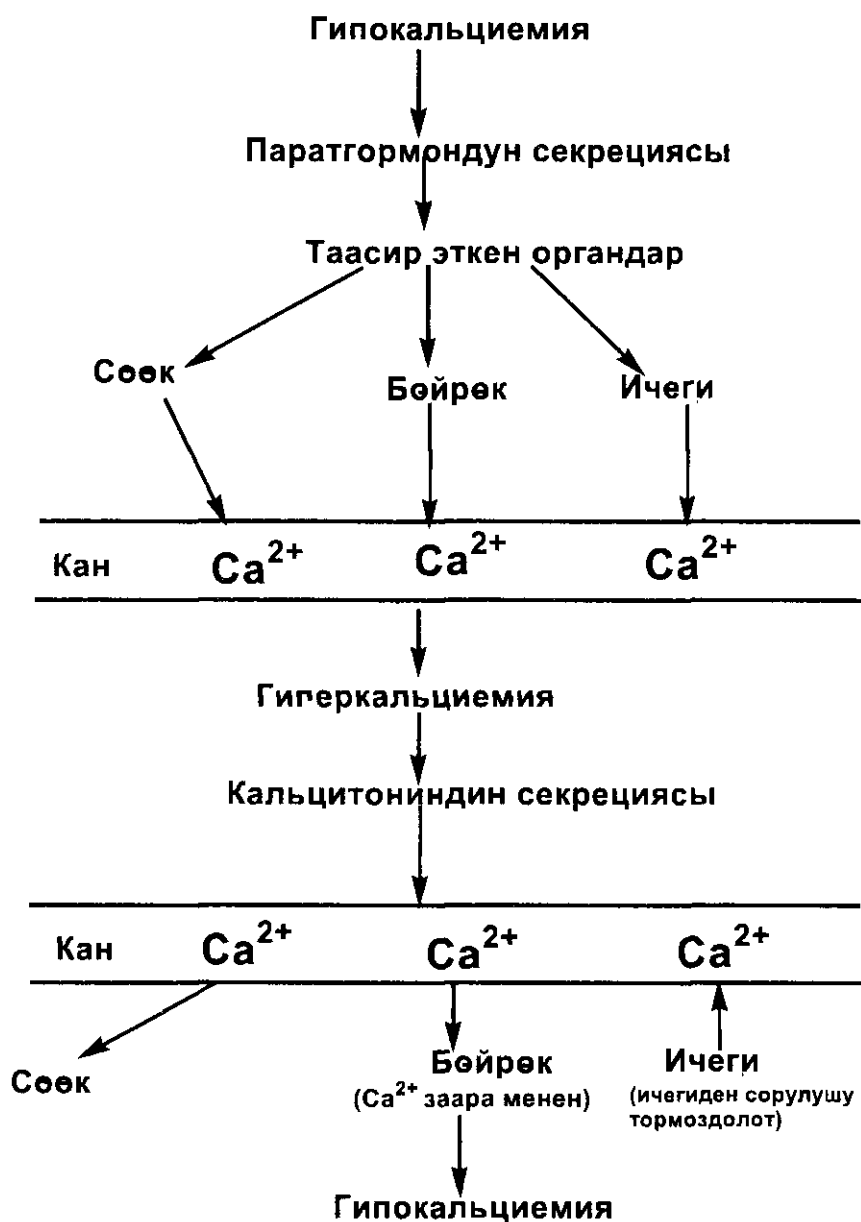 Гипокальциемия
Паратгормондун секрециясы
Таасир эткен органдар
Сөөк
Бөйрөк
Ичеги
Кан Ca²⁺ Ca²⁺ Ca²⁺
Гиперкальциемия
Кальцитониндин секрециясы
Кан Ca²⁺ Ca²⁺ Ca²⁺
Сөөк
Бөйрөк
(Ca²⁺ заара менен)
Ичеги
(ичегиден сорулушу
тормоздолот)
Гипокальциемия